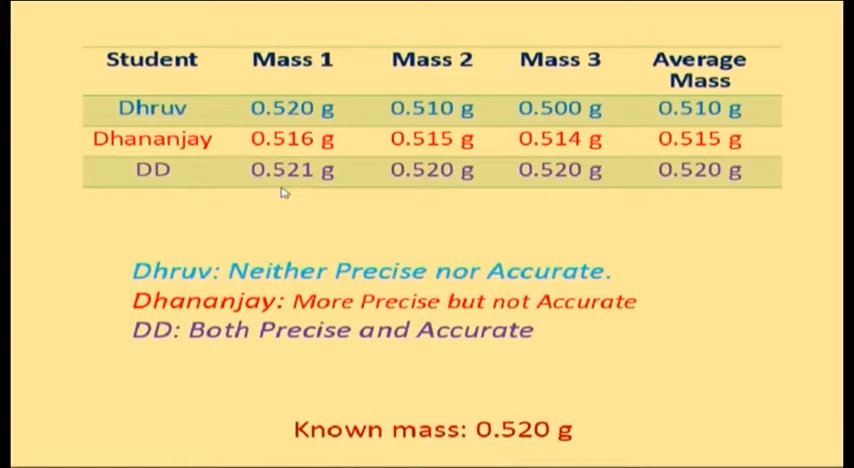 Student Mass 1 Mass 2 Mass 3 Average Mass
Dhruv 0.520 g 0.510 g 0.500 g 0.510 g
Dhananjay 0.516 g 0.515 g 0.514 g 0.515 g
DD 0.521 g 0.520 g 0.520 g 0.520 g
Dhruv: Neither Precise nor Accurate.
Dhananjay: More Precise but not Accurate
DD: Both Precise and Accurate
Known mass: 0.520 g